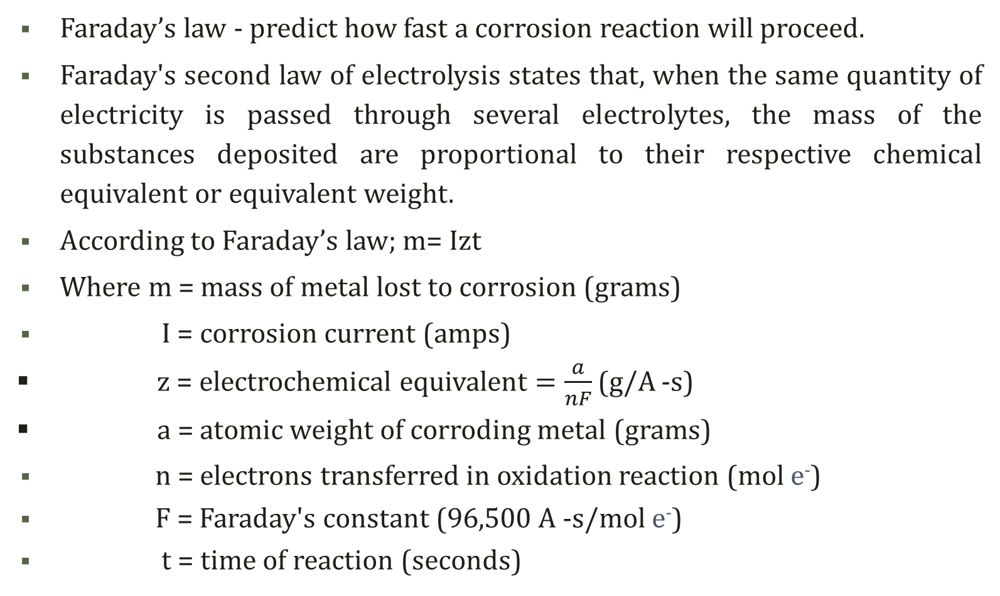 ▪ Faraday’s law - predict how fast a corrosion reaction will proceed.
▪ Faraday's second law of electrolysis states that, when the same quantity of
electricity is passed through several electrolytes, the mass of the
substances deposited are proportional to their respective chemical
equivalent or equivalent weight.
▪ According to Faraday’s law; m= Izt
▪ Where m = mass of metal lost to corrosion (grams)
▪ I = corrosion current (amps)
▪ z = electrochemical equivalent = a/nF (g/A -s)
▪ a = atomic weight of corroding metal (grams)
▪ n = electrons transferred in oxidation reaction (mol e⁻)
▪ F = Faraday's constant (96,500 A -s/mol e⁻)
▪ t = time of reaction (seconds)